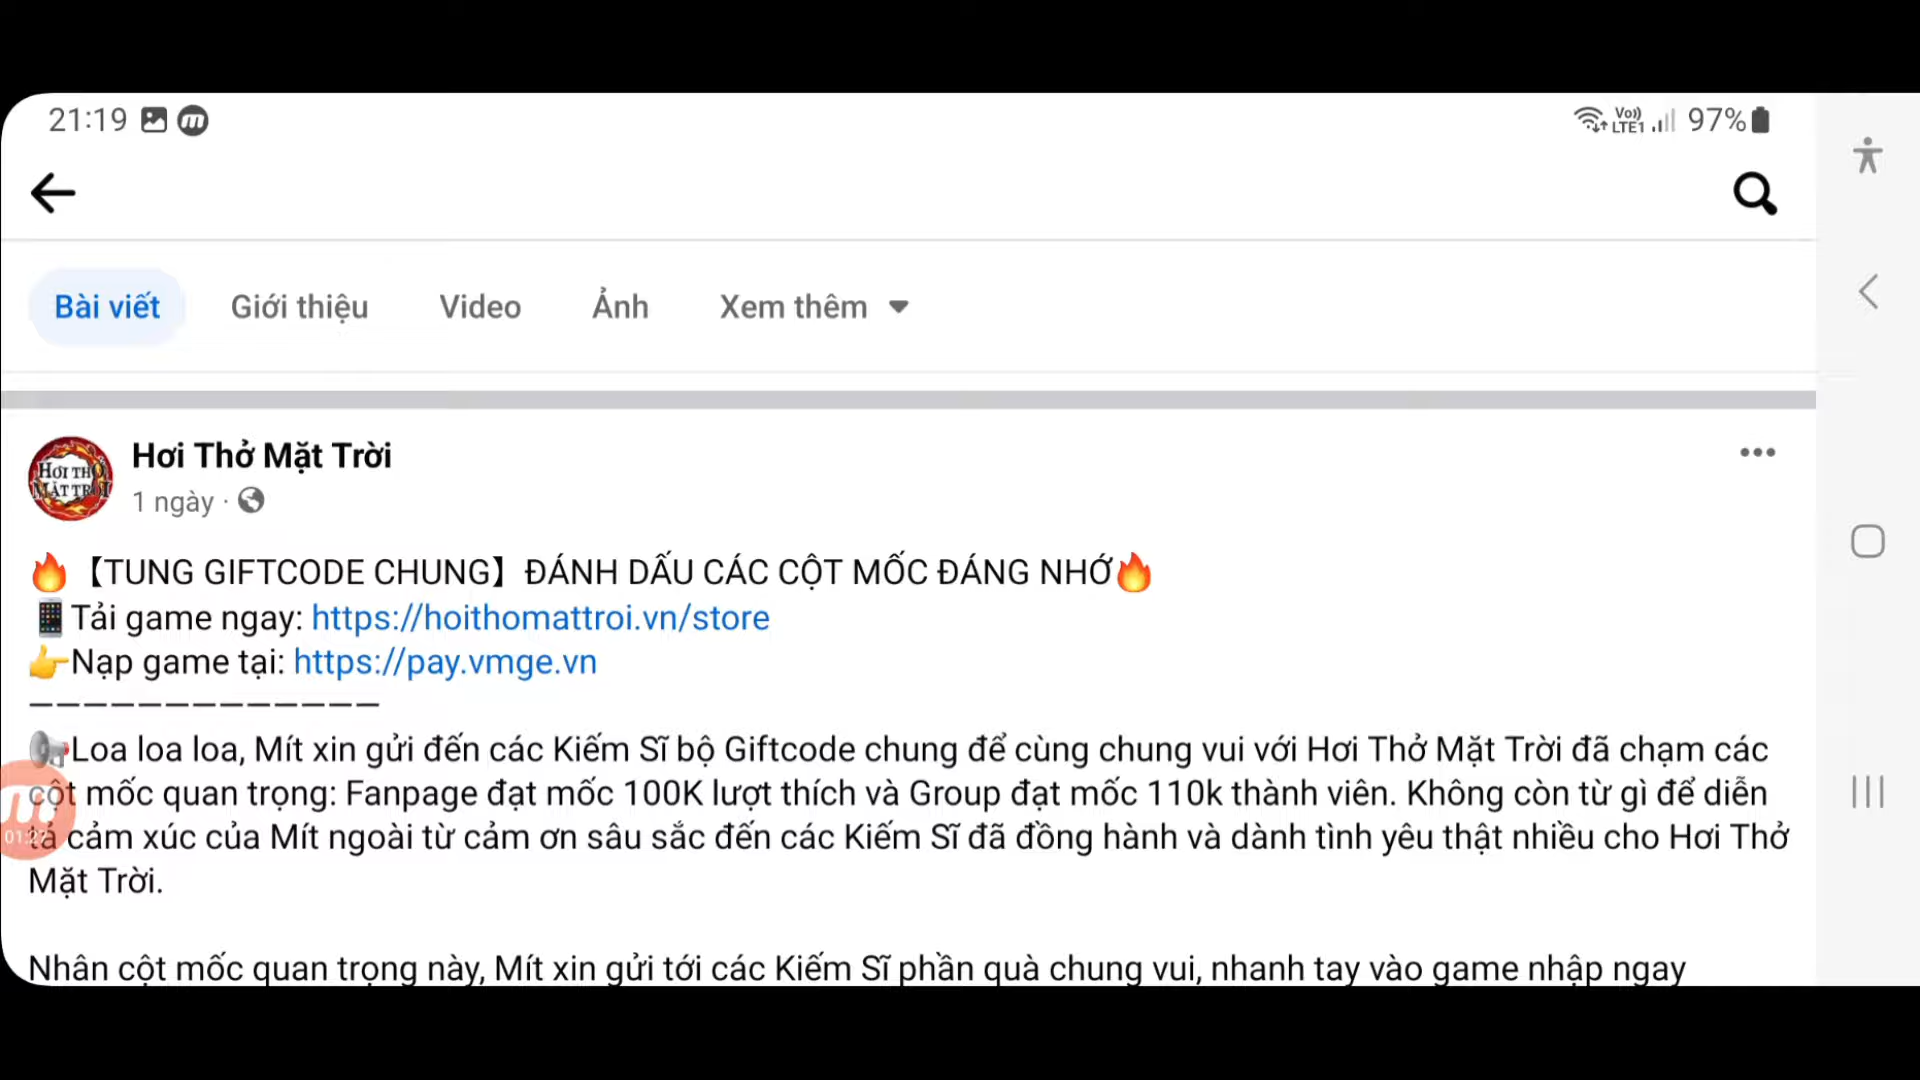 21:19
Vo)) LTE1 97%
Bài viết Giới thiệu Video Ảnh Xem thêm
HƠI THỞ MẶT TRỜI
Hơi Thở Mặt Trời
1 ngày ·
🔥【TUNG GIFTCODE CHUNG】ĐÁNH DẤU CÁC CỘT MỐC ĐÁNG NHỚ🔥
📱Tải game ngay: https://hoithomattroi.vn/store
👉Nạp game tại: https://pay.vmge.vn
—————————————
📢Loa loa loa, Mít xin gửi đến các Kiếm Sĩ bộ Giftcode chung để cùng chung vui với Hơi Thở Mặt Trời đã chạm các
cột mốc quan trọng: Fanpage đạt mốc 100K lượt thích và Group đạt mốc 110k thành viên. Không còn từ gì để diễn
tả cảm xúc của Mít ngoài từ cảm ơn sâu sắc đến các Kiếm Sĩ đã đồng hành và dành tình yêu thật nhiều cho Hơi Thở
Mặt Trời.
Nhân cột mốc quan trọng này, Mít xin gửi tới các Kiếm Sĩ phần quà chung vui, nhanh tay vào game nhập ngay